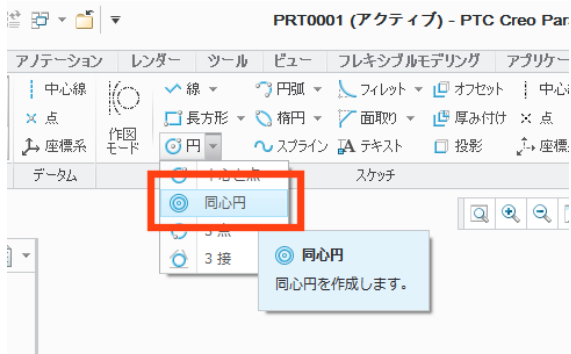 PRT0001 (アクティブ) - PTC Creo Par
アノテーション レンダー ツール ビュー フレキシブルモデリング アプリケー
中心線 線 円弧 フィレット オフセット 中心
点 長方形 楕円 面取り 厚み付け 点
座標系 作図モード 円 スプライン テキスト 投影 座標
データム スケッチ
中心と点
同心円
3 点
3 接
同心円
同心円を作成します。